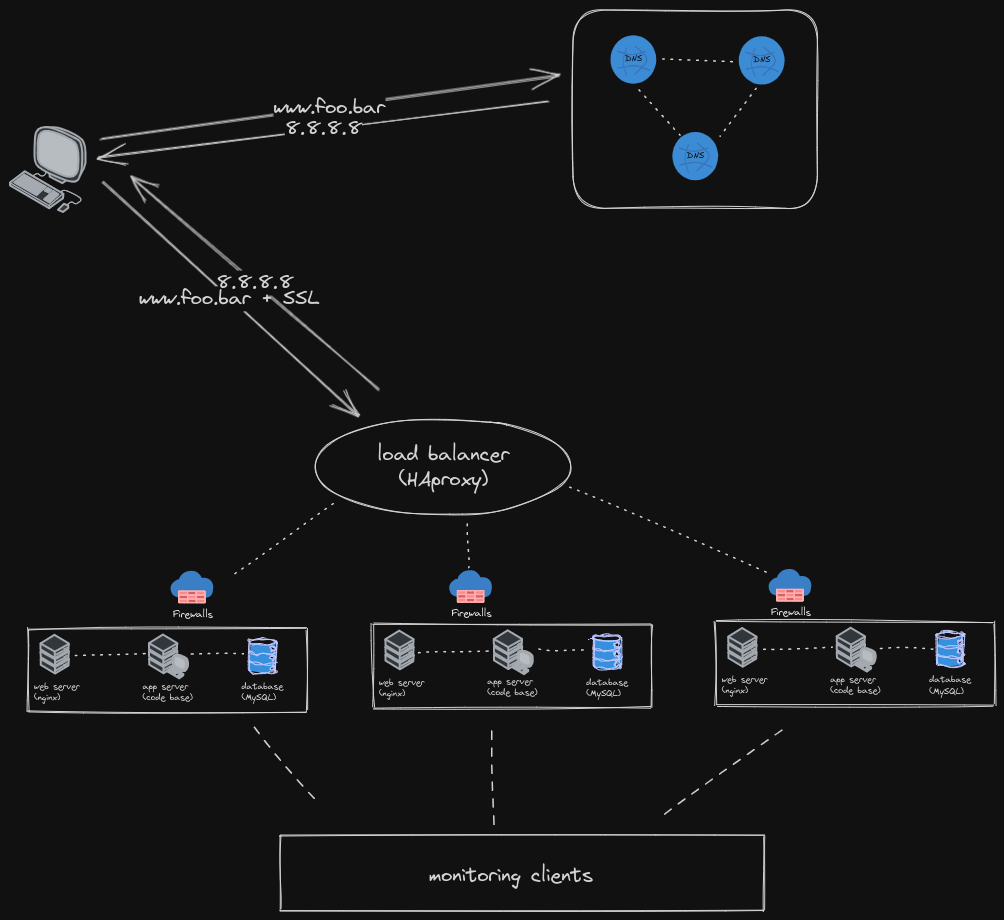 DNS
DNS
www.foo.bar
8.8.8.8
DNS
8.8.8.8
www.foo.bar + SSL
load balancer
(HAproxy)
Firewalls
Firewalls
Firewalls
web server
(nginx)
app server
(code base)
database
(MySQL)
web server
(nginx)
app server
(code base)
database
(MySQL)
web server
(nginx)
app server
(code base)
database
(MySQL)
monitoring clients